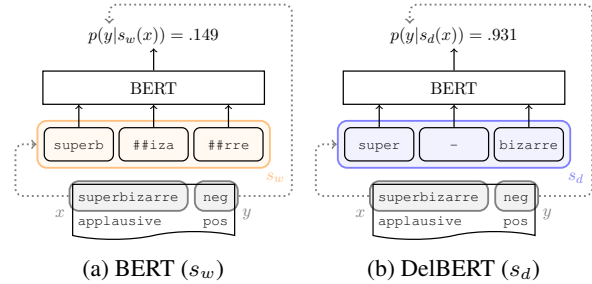 p(y|s_w(x)) = .149
BERT
superb ##iza ##rre
s_w
x superbizarre neg y
applausive pos
(a) BERT (s_w)
p(y|s_d(x)) = .931
BERT
super - bizarre
s_d
x superbizarre neg y
applausive pos
(b) DelBERT (s_d)